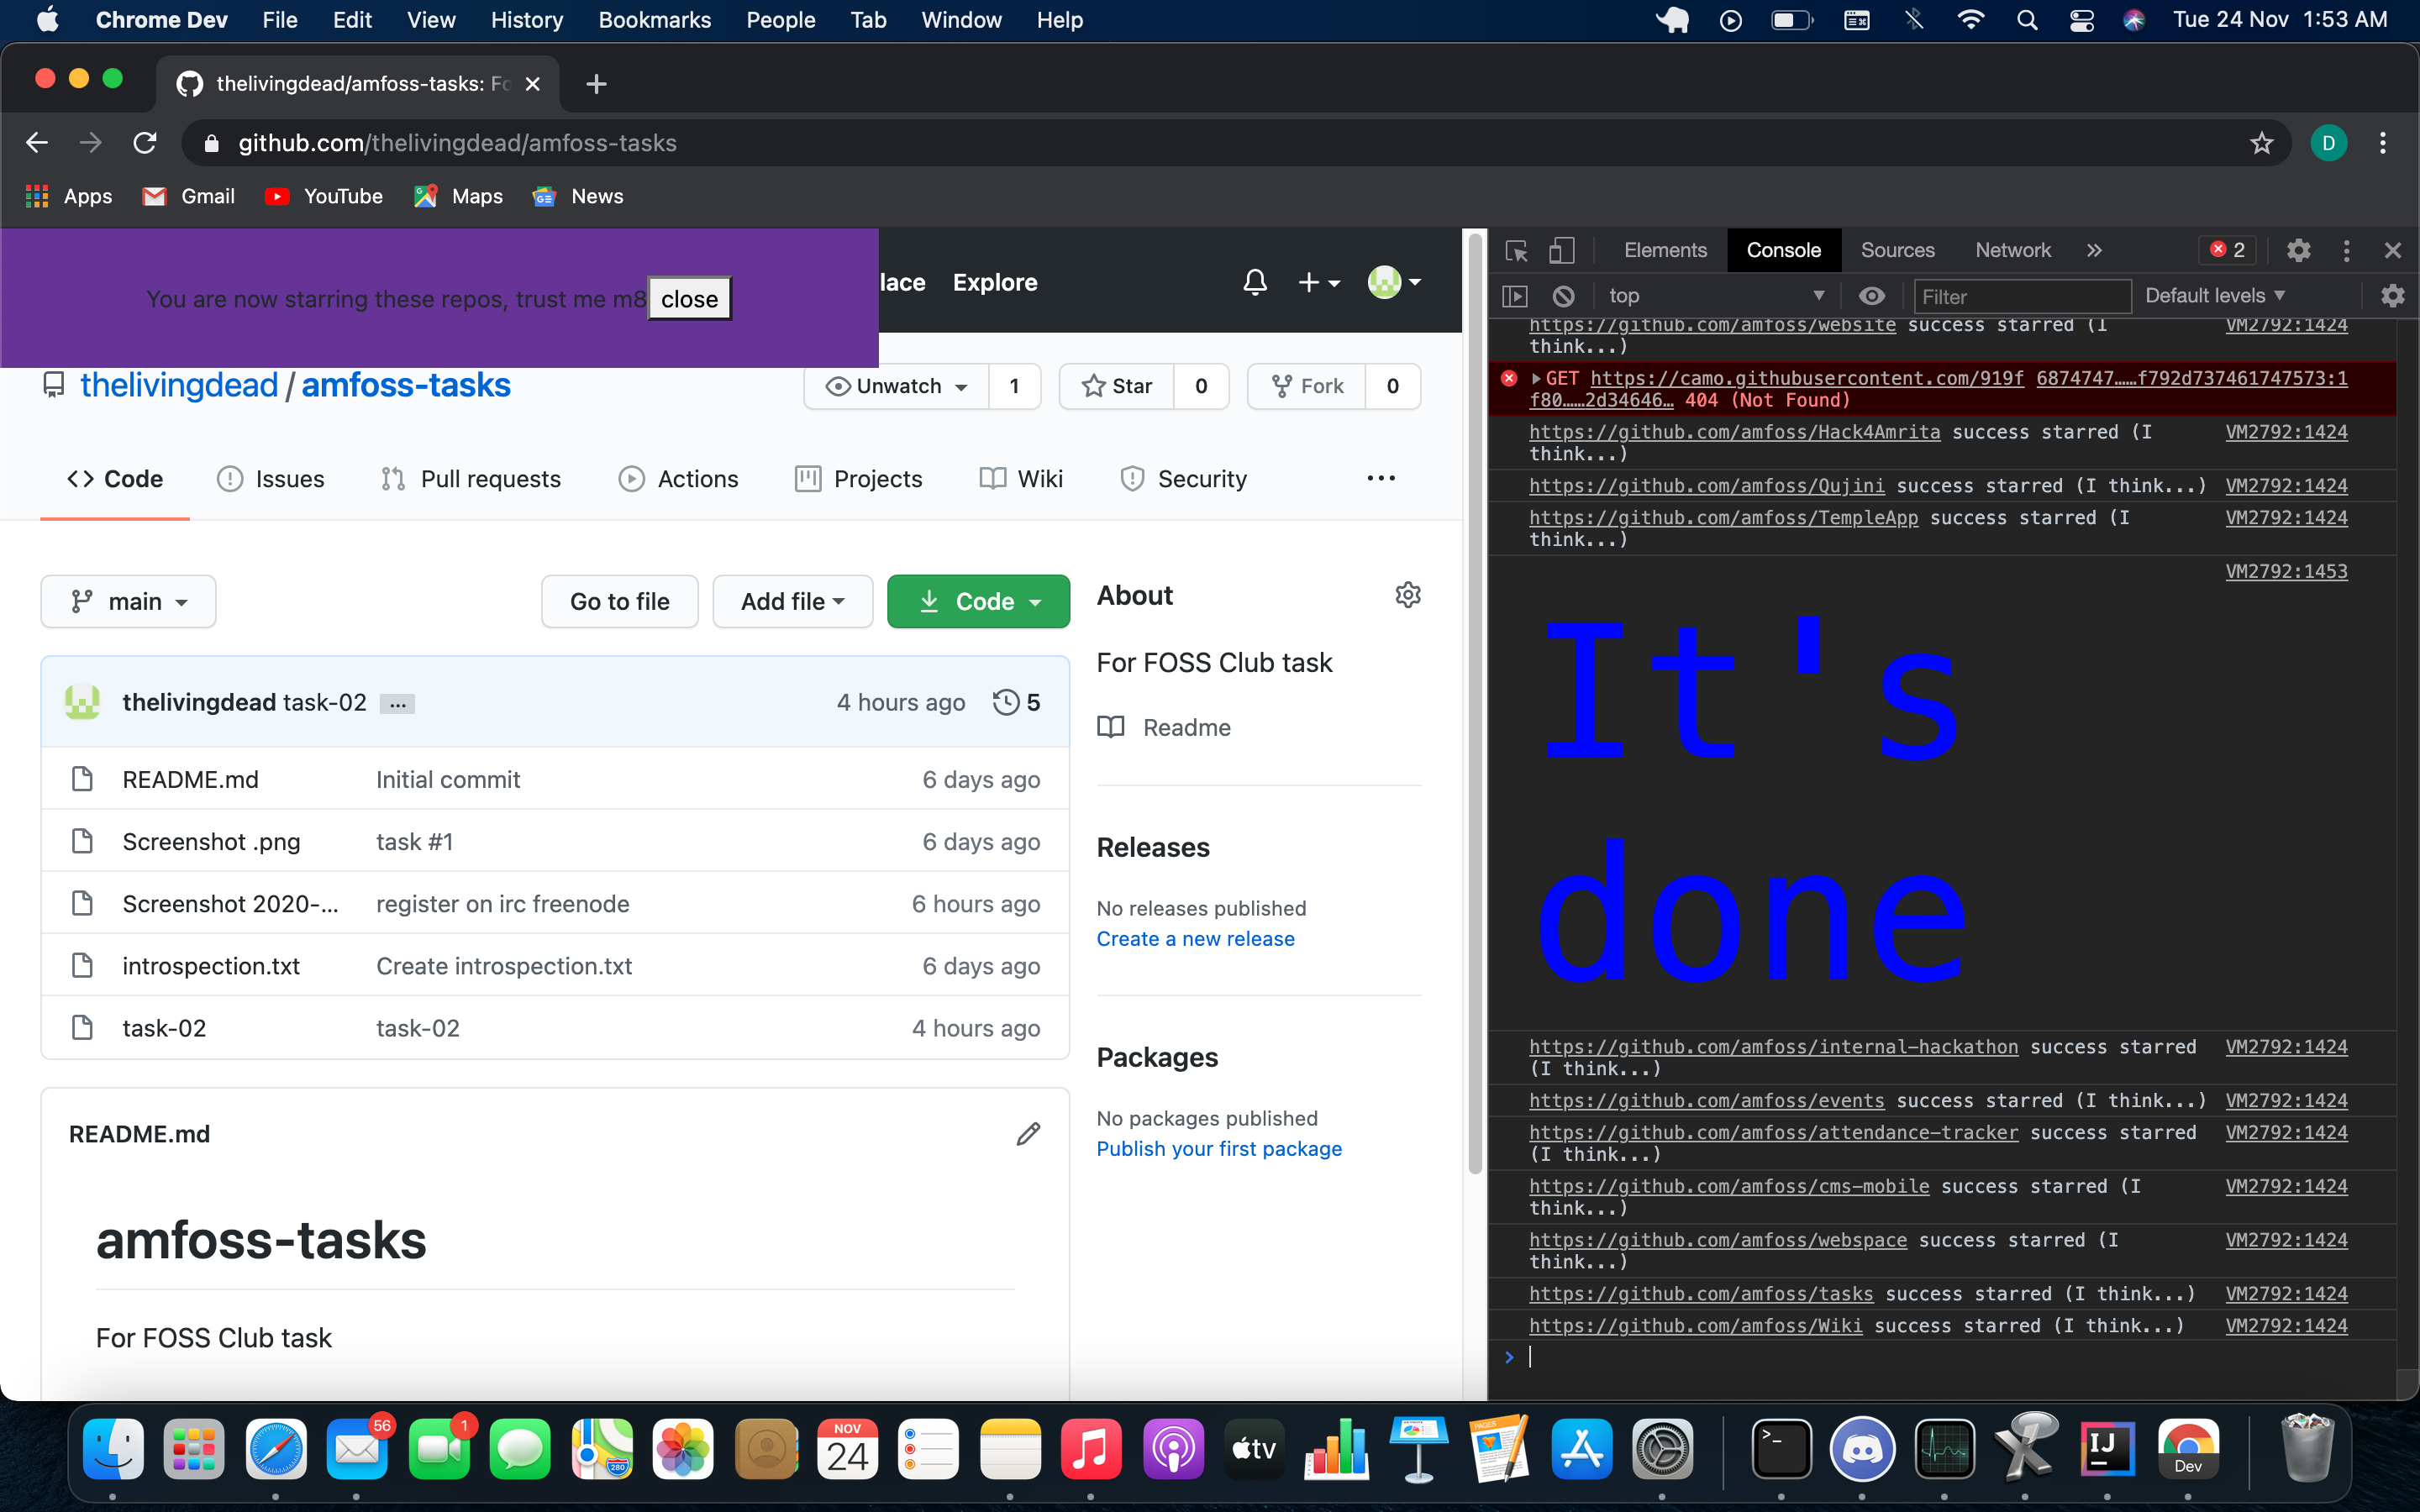 Chrome Dev File Edit View History Bookmarks People Tab Window Help Tue 24 Nov 1:53 AM
thelivingdead/amfoss-tasks: Fo
github.com/thelivingdead/amfoss-tasks D
Apps Gmail YouTube Maps News
You are now starring these repos, trust me m8 close
lace Explore
thelivingdead / amfoss-tasks
Unwatch 1 Star 0 Fork 0
Code Issues Pull requests Actions Projects Wiki Security ...
main Go to file Add file Code
thelivingdead task-02 ... 4 hours ago 5
README.md Initial commit 6 days ago
Screenshot .png task #1 6 days ago
Screenshot 2020-... register on irc freenode 6 hours ago
introspection.txt Create introspection.txt 6 days ago
task-02 task-02 4 hours ago
README.md
amfoss-tasks
For FOSS Club task
About
For FOSS Club task
Readme
Releases
No releases published
Create a new release
Packages
No packages published
Publish your first package
Elements Console Sources Network 2
top Filter Default levels
https://github.com/amfoss/website success starred (I VM2792:1424
think...)
GET https://camo.githubusercontent.com/919f 6874747……f792d737461747573:1
f80……2d34646… 404 (Not Found)
https://github.com/amfoss/Hack4Amrita success starred (I VM2792:1424
think...)
https://github.com/amfoss/Qujini success starred (I think...) VM2792:1424
https://github.com/amfoss/TempleApp success starred (I VM2792:1424
think...)
VM2792:1453
It's
done
https://github.com/amfoss/internal-hackathon success starred VM2792:1424
(I think...)
https://github.com/amfoss/events success starred (I think...) VM2792:1424
https://github.com/amfoss/attendance-tracker success starred VM2792:1424
(I think...)
https://github.com/amfoss/cms-mobile success starred (I VM2792:1424
think...)
https://github.com/amfoss/webspace success starred (I VM2792:1424
think...)
https://github.com/amfoss/tasks success starred (I think...) VM2792:1424
https://github.com/amfoss/Wiki success starred (I think...) VM2792:1424
56 1 NOV 24 280 tv PAGES IJ Dev